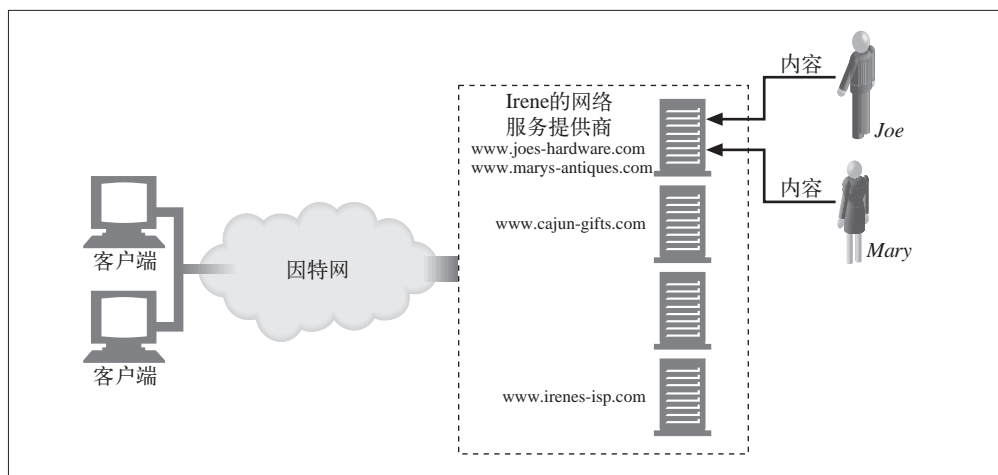 内容
Joe
Irene的网络
服务提供商
www.joes-hardware.com
www.marys-antiques.com
内容
Mary
www.cajun-gifts.com
客户端
因特网
客户端
www.irenes-isp.com